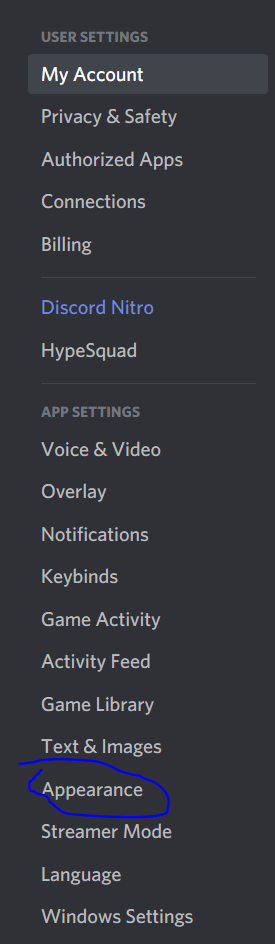 USER SETTINGS
My Account
Privacy & Safety
Authorized Apps
Connections
Billing
Discord Nitro
HypeSquad
APP SETTINGS
Voice & Video
Overlay
Notifications
Keybinds
Game Activity
Activity Feed
Game Library
Text & Images
Appearance
Streamer Mode
Language
Windows Settings